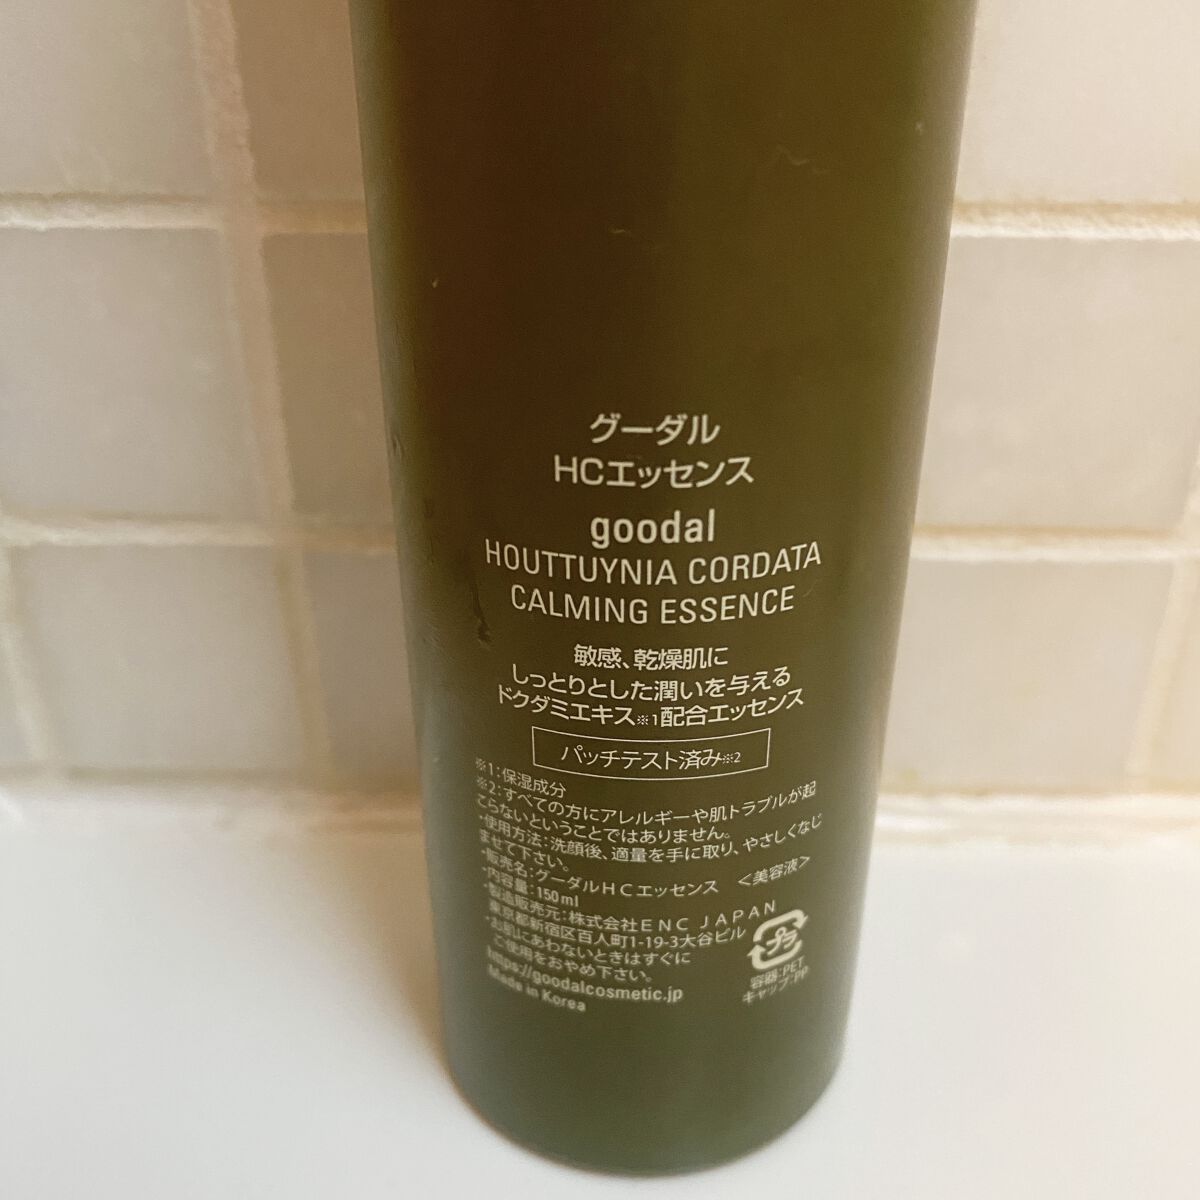 グーダル
HCエッセンス
goodal
HOUTTUYNIA CORDATA
CALMING ESSENCE
敏感、乾燥肌に
しっとりとした潤いを与える
ドクダミエキス※1配合エッセンス
パッチテスト済み※2
※1：保湿成分
※2：すべての方にアレルギーや肌トラブルが起
こらないということではありません。
・使用方法：洗顔後、適量を手に取り、やさしくなじ
ませて下さい。
・販売名：グーダルＨＣエッセンス ＜美容液＞
・内容量：150ml
・製造販売元：株式会社ＥＮＣ ＪＡＰＡＮ
東京都新宿区百人町1-19-3大谷ビル
・お肌にあわないときはすぐに
ご使用をおやめ下さい。
https://goodalcosmetic.jp
Made in Korea
プラ
容器：PET
キャップ：PP